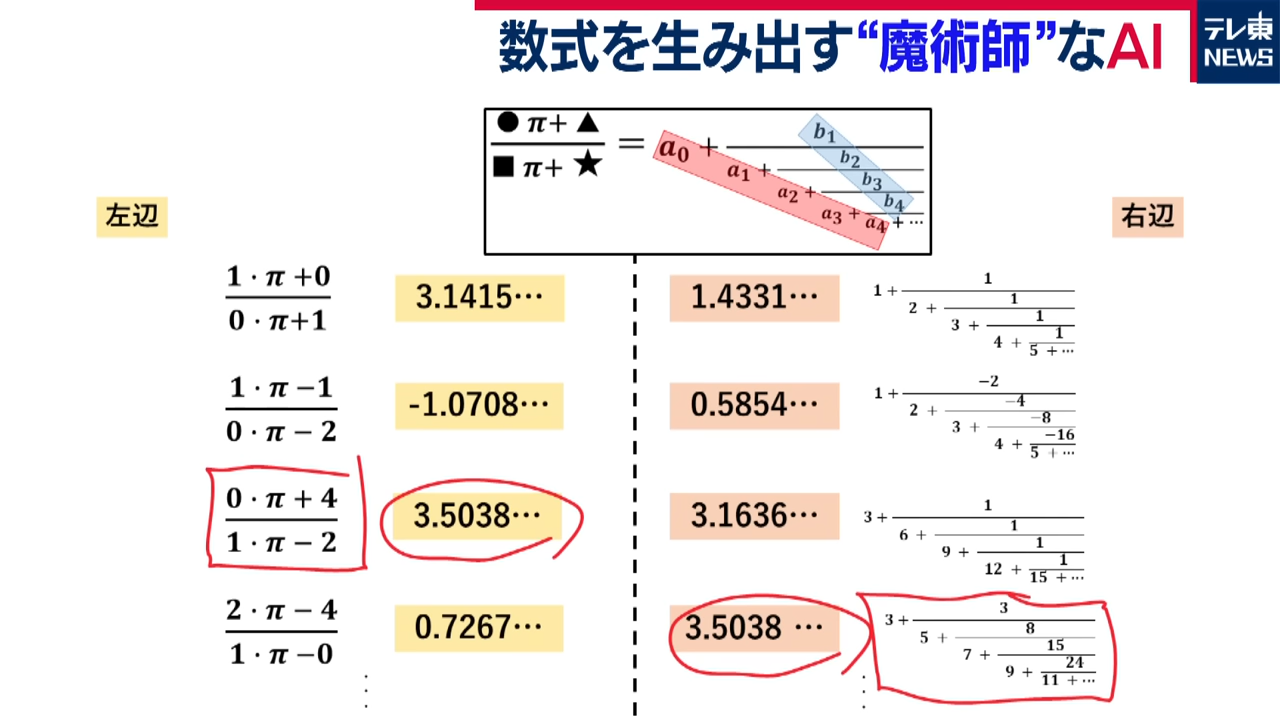 数式を生み出す“魔術師”なAI
テレ東
NEWS
● π+ ▲
■ π+ ★
= a₀ +
b₁
a₁ +
b₂
a₂ +
b₃
a₃ +
b₄
a₄ + ⋯
左辺
右辺
1 · π +0
0 · π+1
3.1415⋯
1.4331⋯
1 +
1
2 +
1
3 +
1
4 +
1
5 + ⋯
1 · π −1
0 · π − 2
-1.0708⋯
0.5854⋯
1 +
−2
2 +
−4
3 +
−8
4 +
−16
5 + ⋯
0 · π + 4
1 · π − 2
3.5038⋯
3.1636⋯
3 +
1
6 +
1
9 +
1
12 +
1
15 + ⋯
2 · π − 4
1 · π −0
0.7267⋯
3.5038 ⋯
3 +
3
5 +
8
7 +
15
9 +
24
11 + ⋯